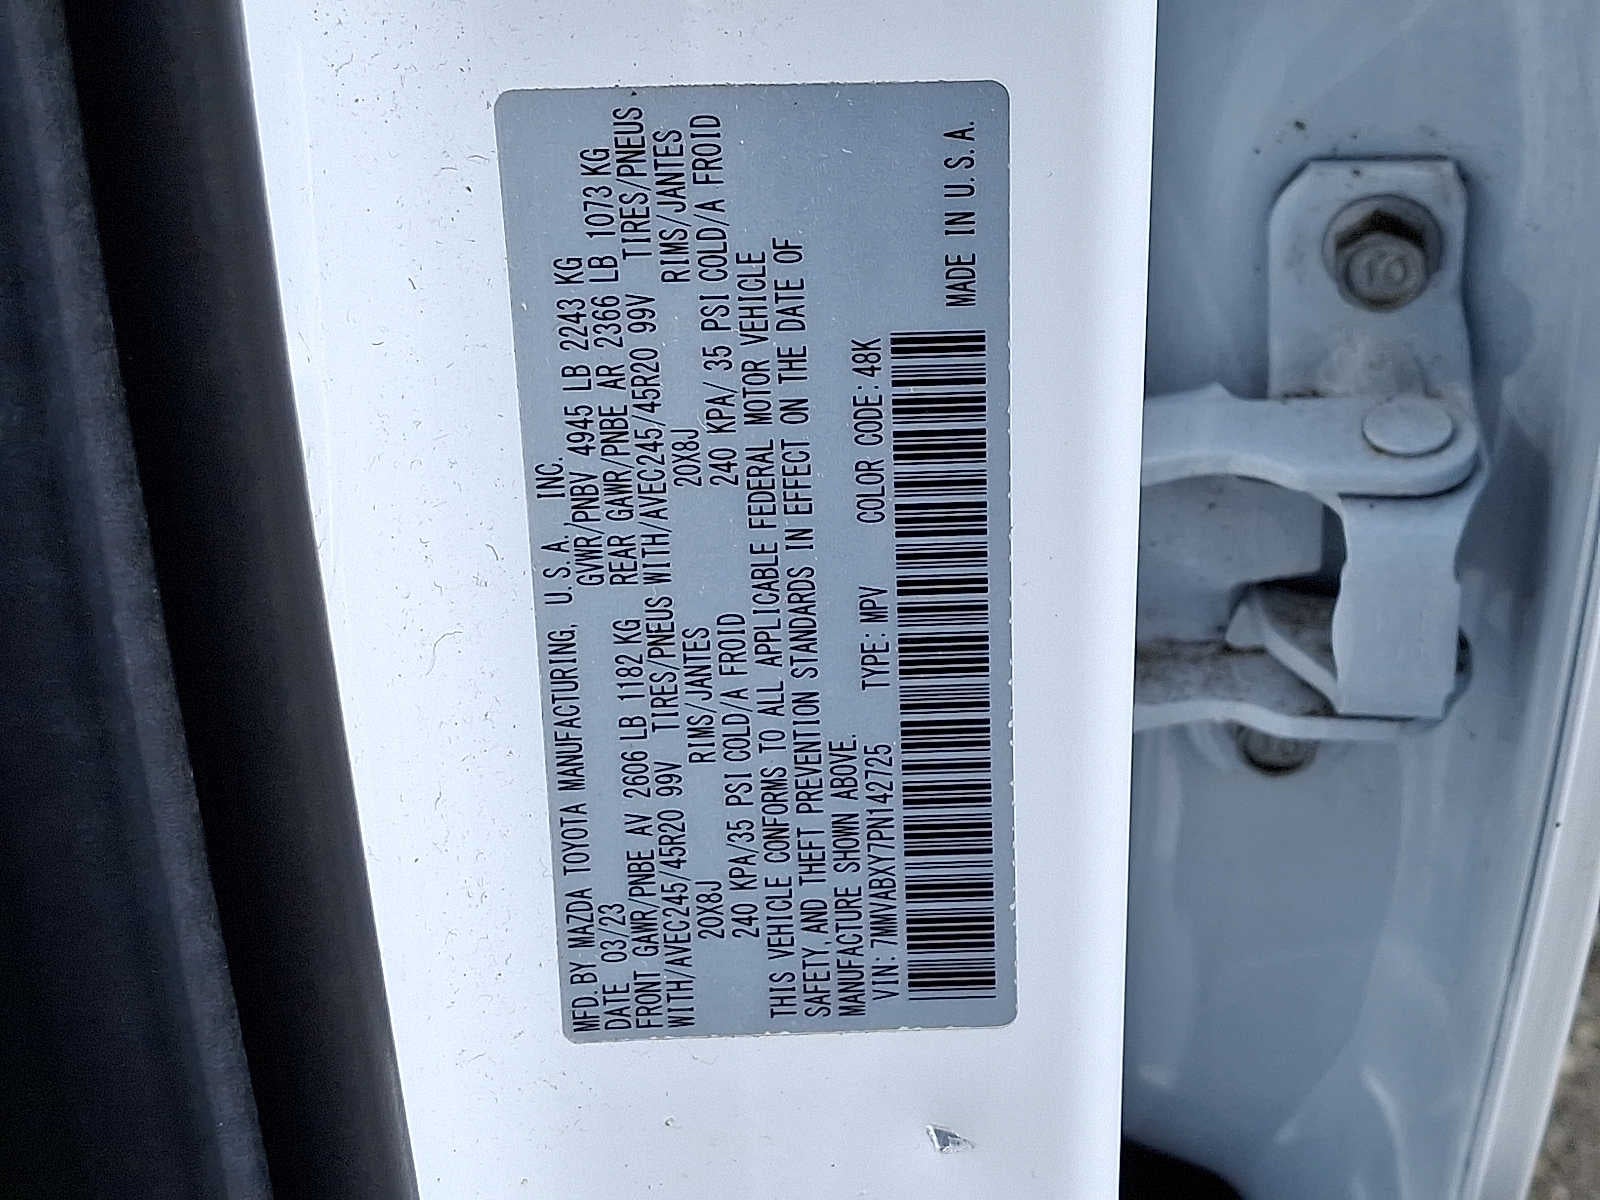 MFD. BY MAZDA TOYOTA MANUFACTURING, U. S. A. INC.
DATE 03/23 GVWR/PNBV 4945 LB 2243 KG
FRONT GAWR/PNBE AV 2606 LB 1182 KG REAR GAWR/PNBE AR 2366 LB 1073 KG
WITH/AVEC245/45R20 99V TIRES/PNEUS WITH/AVEC245/45R20 99V TIRES/PNEUS
20X8J RIMS/JANTES 20X8J RIMS/JANTES
240 KPA/35 PSI COLD/A FROID 240 KPA/ 35 PSI COLD/A FROID
THIS VEHICLE CONFORMS TO ALL APPLICABLE FEDERAL MOTOR VEHICLE
SAFETY, AND THEFT PREVENTION STANDARDS IN EFFECT ON THE DATE OF
MANUFACTURE SHOWN ABOVE.
VIN: 7MMVABXY7PN142725 TYPE: MPV COLOR CODE: 48K
MADE IN U. S. A.
10